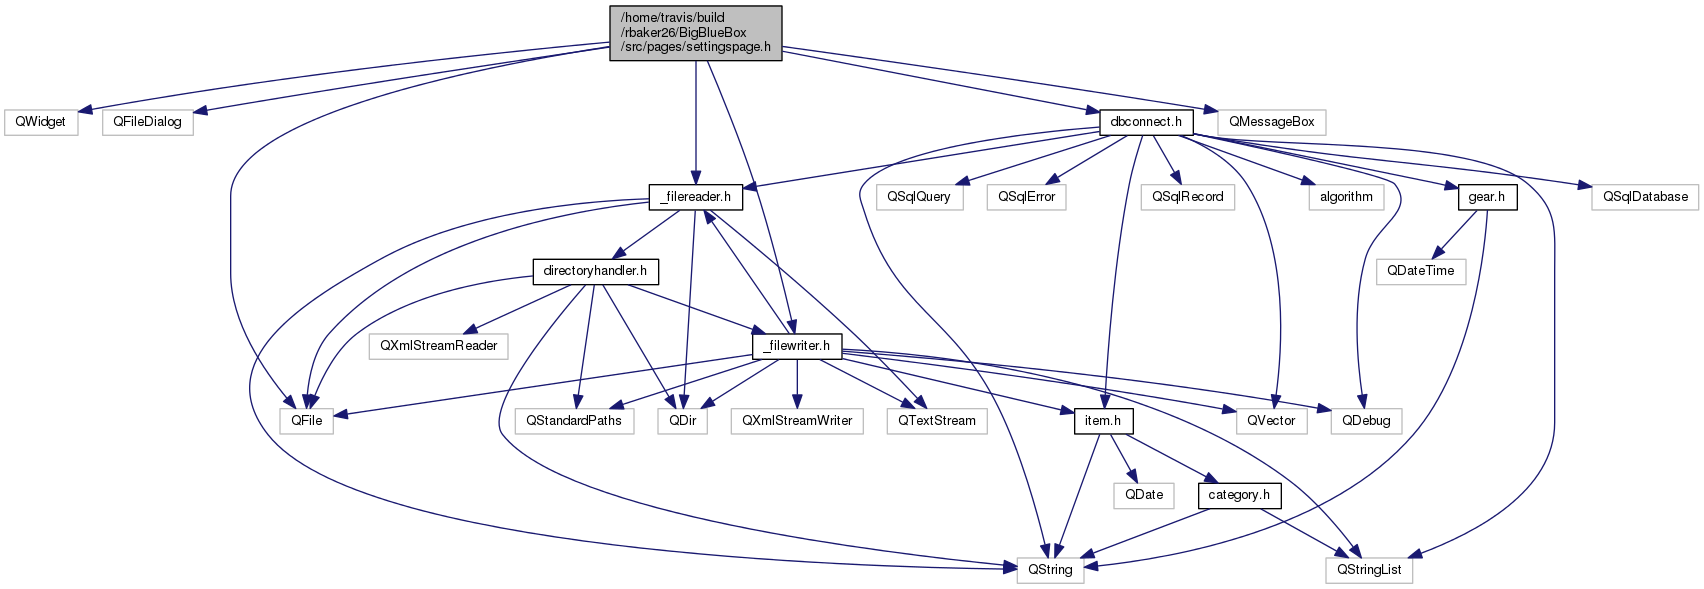 /home/travis/build
/rbaker26/BigBlueBox
/src/pages/settingspage.h
QWidget
QFileDialog
dbconnect.h
QMessageBox
_filereader.h
QSqlQuery
QSqlError
QSqlRecord
algorithm
gear.h
QSqlDatabase
directoryhandler.h
QDateTime
QXmlStreamReader
_filewriter.h
QFile
QStandardPaths
QDir
QXmlStreamWriter
QTextStream
item.h
QVector
QDebug
QDate
category.h
QString
QStringList